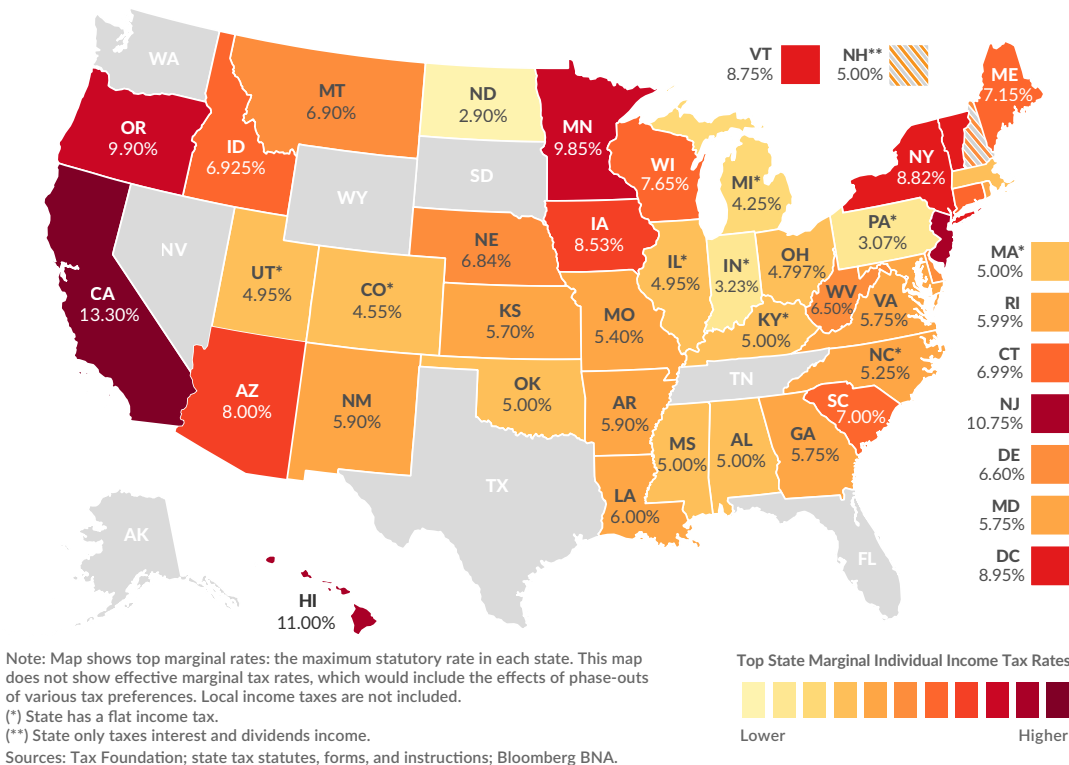 WA
VT
8.75%
NH**
5.00%
ME
7.15%
MT
6.90%
ND
2.90%
MN
9.85%
OR
9.90%
ID
6.925%
WI
7.65%
NY
8.82%
SD
MI*
4.25%
WY
IA
8.53%
PA*
3.07%
NE
6.84%
NV
UT*
4.95%
CO*
4.55%
IL*
4.95%
IN*
3.23%
OH
4.797%
MA*
5.00%
CA
13.30%
KS
5.70%
MO
5.40%
WV
6.50%
VA
5.75%
KY*
5.00%
RI
5.99%
NC*
5.25%
CT
6.99%
TN
AZ
8.00%
NM
5.90%
OK
5.00%
AR
5.90%
SC
7.00%
NJ
10.75%
MS
5.00%
AL
5.00%
GA
5.75%
DE
6.60%
TX
LA
6.00%
MD
5.75%
AK
FL
DC
8.95%
HI
11.00%
Note: Map shows top marginal rates: the maximum statutory rate in each state. This map
does not show effective marginal tax rates, which would include the effects of phase-outs
of various tax preferences. Local income taxes are not included.
(*) State has a flat income tax.
(**) State only taxes interest and dividends income.
Sources: Tax Foundation; state tax statutes, forms, and instructions; Bloomberg BNA.
Top State Marginal Individual Income Tax Rates
Lower
Higher